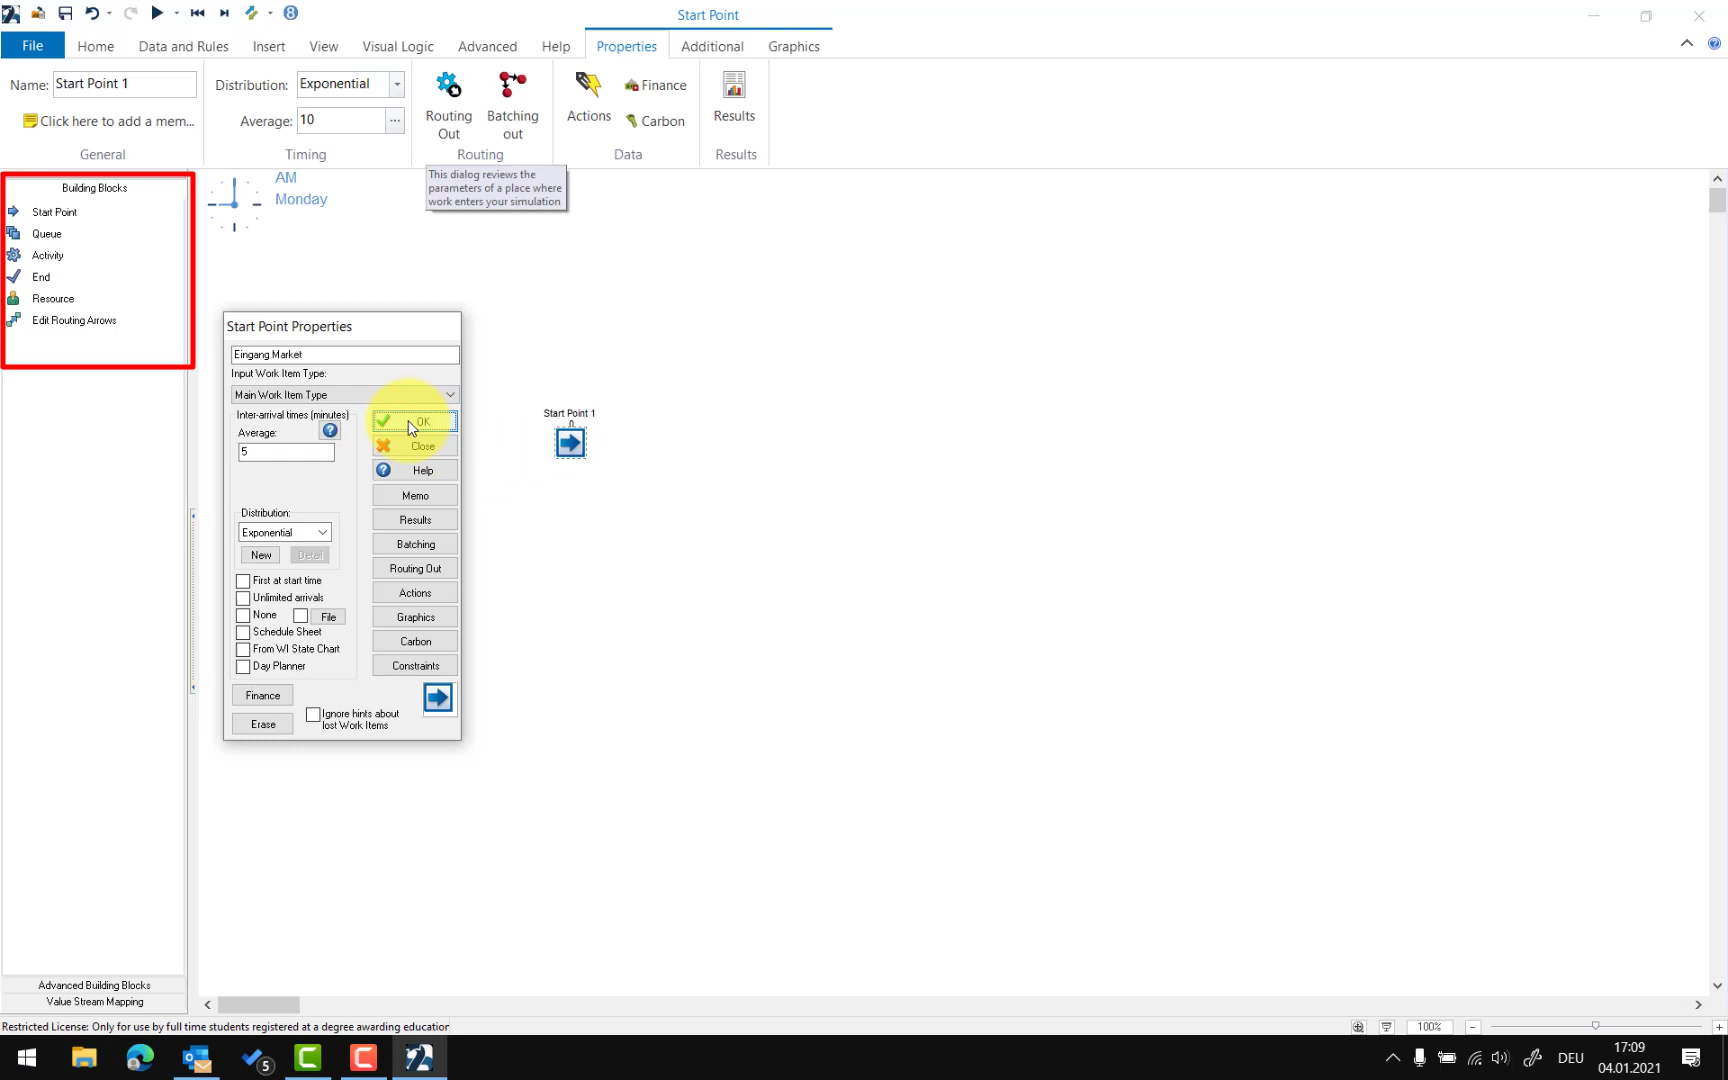 Start Point
File
Home
Data and Rules
Insert
View
Visual Logic
Advanced
Help
Properties
Additional
Graphics
Name: Start Point 1
Click here to add a mem...
General
Distribution: Exponential
Average: 10
Timing
Routing
Out
Batching
out
Routing
Actions
Finance
Carbon
Data
Results
Results
This dialog reviews the
parameters of a place where
work enters your simulation
Building Blocks
Start Point
Queue
Activity
End
Resource
Edit Routing Arrows
AM
Monday
Start Point Properties
Eingang Market
Input Work Item Type:
Main Work Item Type
Inter-arrival times (minutes)
Average:
5
Distribution:
Exponential
New
Detail
First at start time
Unlimited arrivals
None
File
Schedule Sheet
From WI State Chart
Day Planner
Finance
Erase
OK
Close
Help
Memo
Results
Batching
Routing Out
Actions
Graphics
Carbon
Constraints
Ignore hints about
lost Work Items
Start Point 1
0
Advanced Building Blocks
Value Stream Mapping
Restricted License: Only for use by full time students registered at a degree awarding education
100%
5
DEU
17:09
04.01.2021